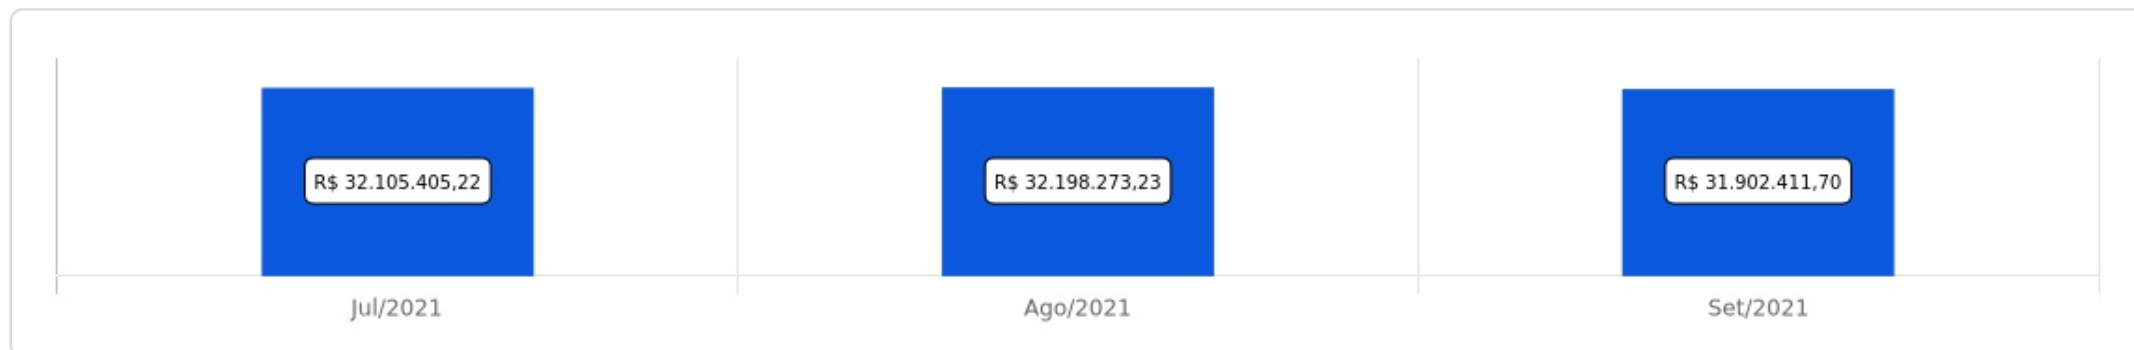 R$ 32.105.405,22
R$ 32.198.273,23
R$ 31.902.411,70
Jul/2021
Ago/2021
Set/2021